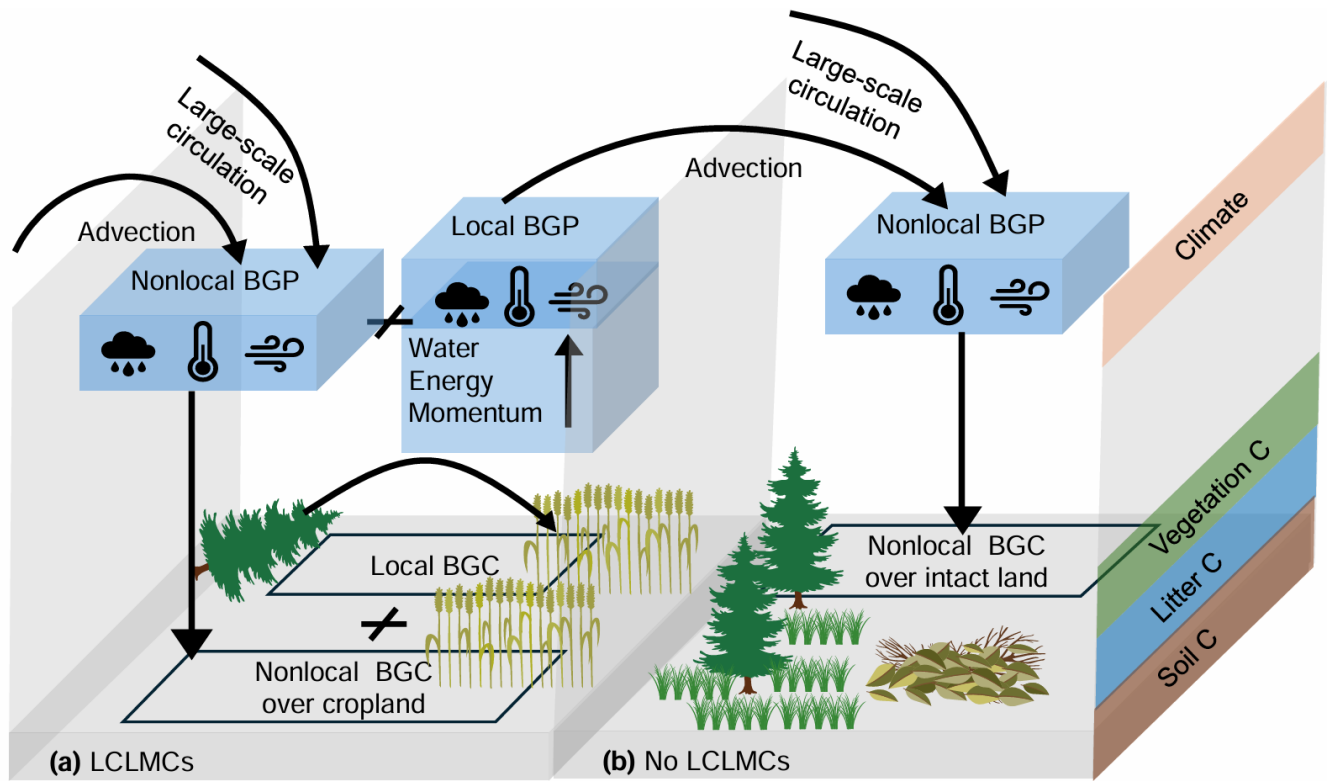 Large-scale
circulation
Advection
Nonlocal BGP
Local BGP
Water
Energy
Momentum
Local BGC
Nonlocal BGC
over cropland
(a) LCLMCs
Large-scale
circulation
Advection
Nonlocal BGP
Nonlocal BGC
over intact land
(b) No LCLMCs
Climate
Vegetation C
Litter C
Soil C